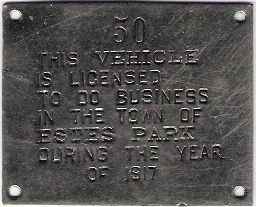 50
THIS VEHICLE
IS LICENSED
TO DO BUSINESS
IN THE TOWN OF
ESTES PARK
DURING THE YEAR
OF 1917